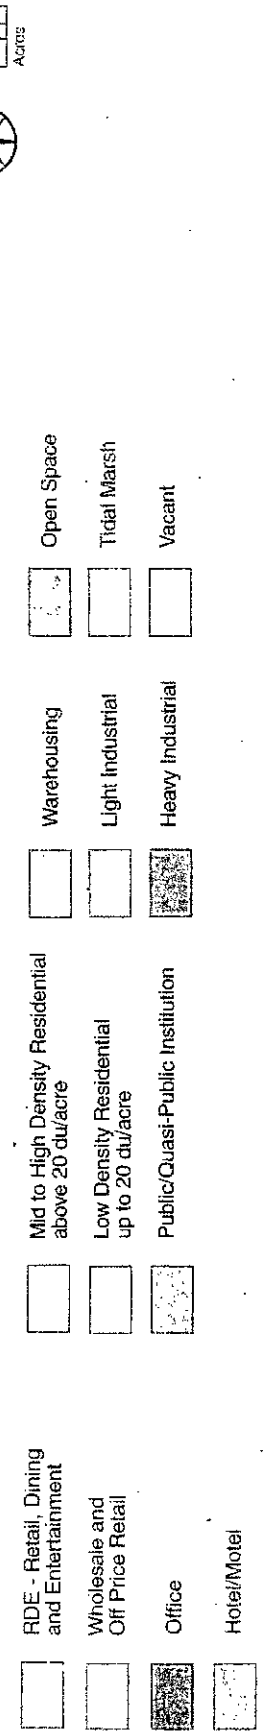 RDE - Retail, Dining
and Entertainment
Wholesale and
Off Price Retail
Office
Hotel/Motel
Mid to High Density Residential
above 20 du/acre
Low Density Residential
up to 20 du/acre
Public/Quasi-Public Institution
Warehousing
Light Industrial
Heavy Industrial
Open Space
Tidal Marsh
Vacant
Acres